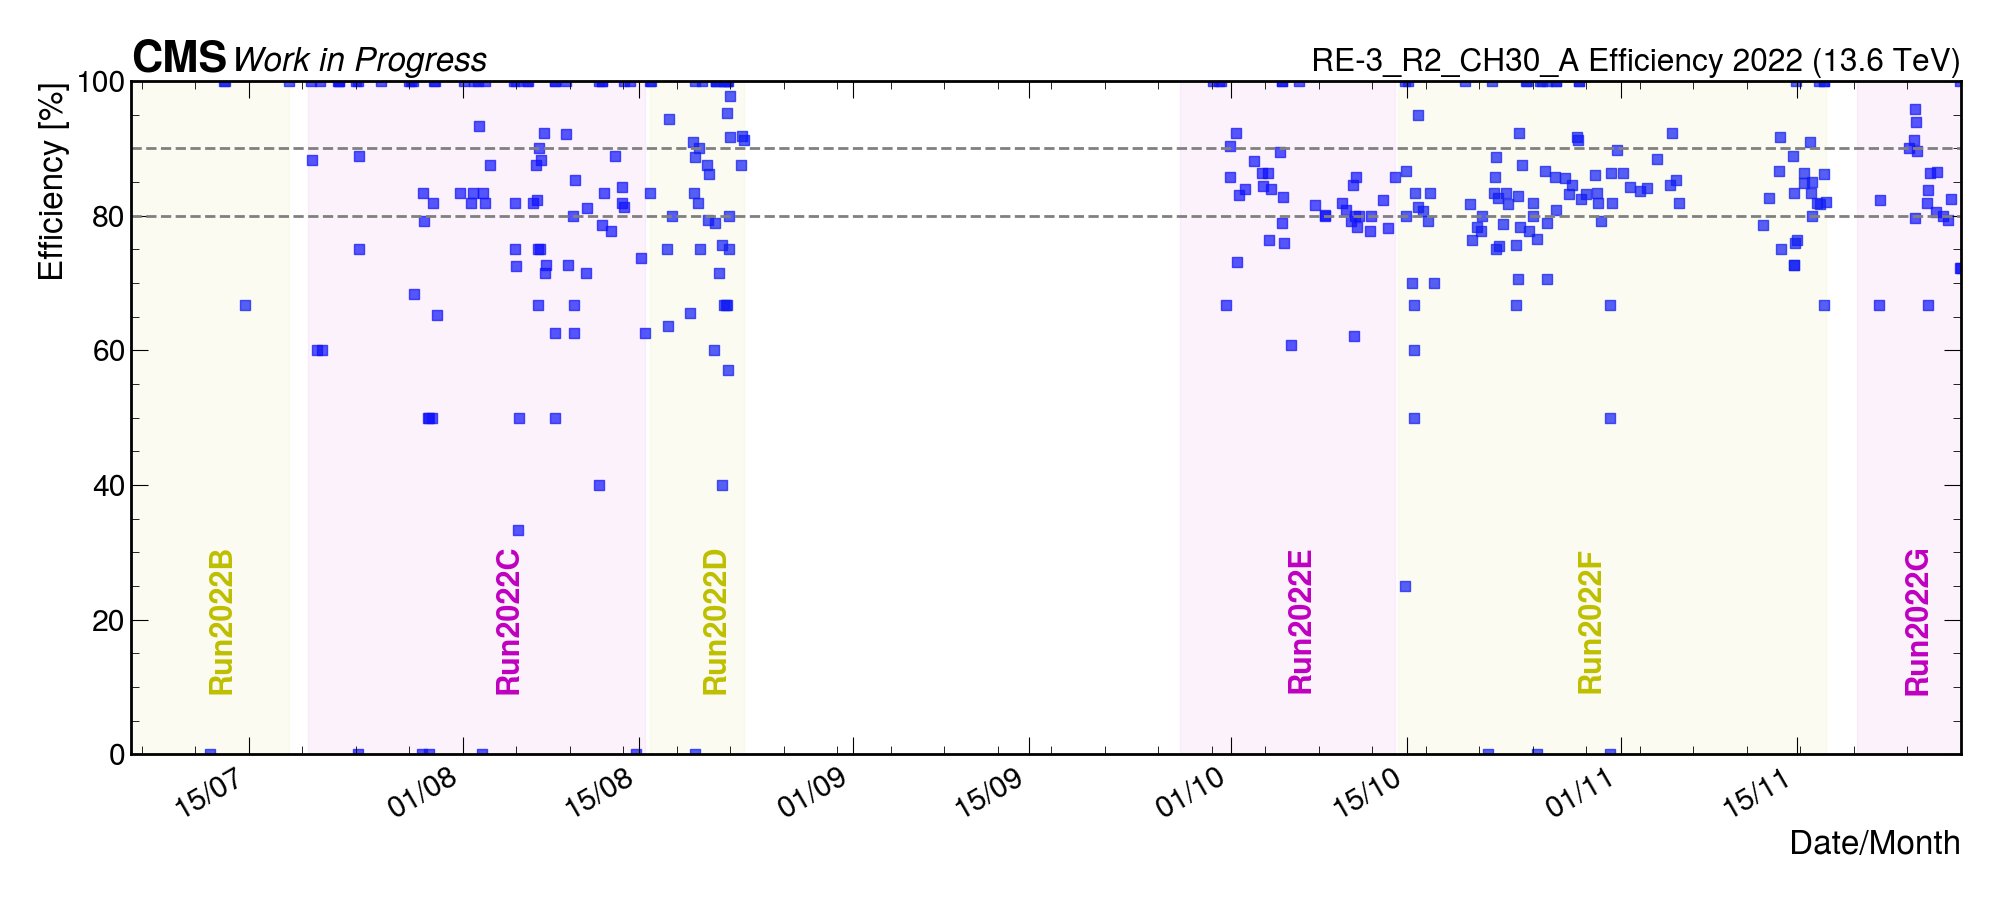 CMS Work in Progress
RE-3_R2_CH30_A Efficiency 2022 (13.6 TeV)
Efficiency [%]
100
80
60
40
20
0
Run2022B
Run2022C
Run2022D
Run2022E
Run2022F
Run2022G
15/07
01/08
15/08
01/09
15/09
01/10
15/10
01/11
15/11
Date/Month